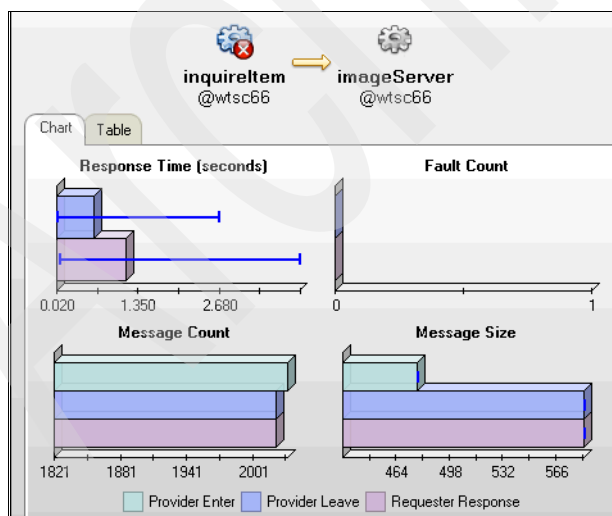 inquireItem imageServer
@wtsc66 @wtsc66
Chart Table
Response Time (seconds) Fault Count
0.020 1.350 2.680 0 1
Message Count Message Size
1821 1881 1941 2001 464 498 532 566
Provider Enter Provider Leave Requester Response